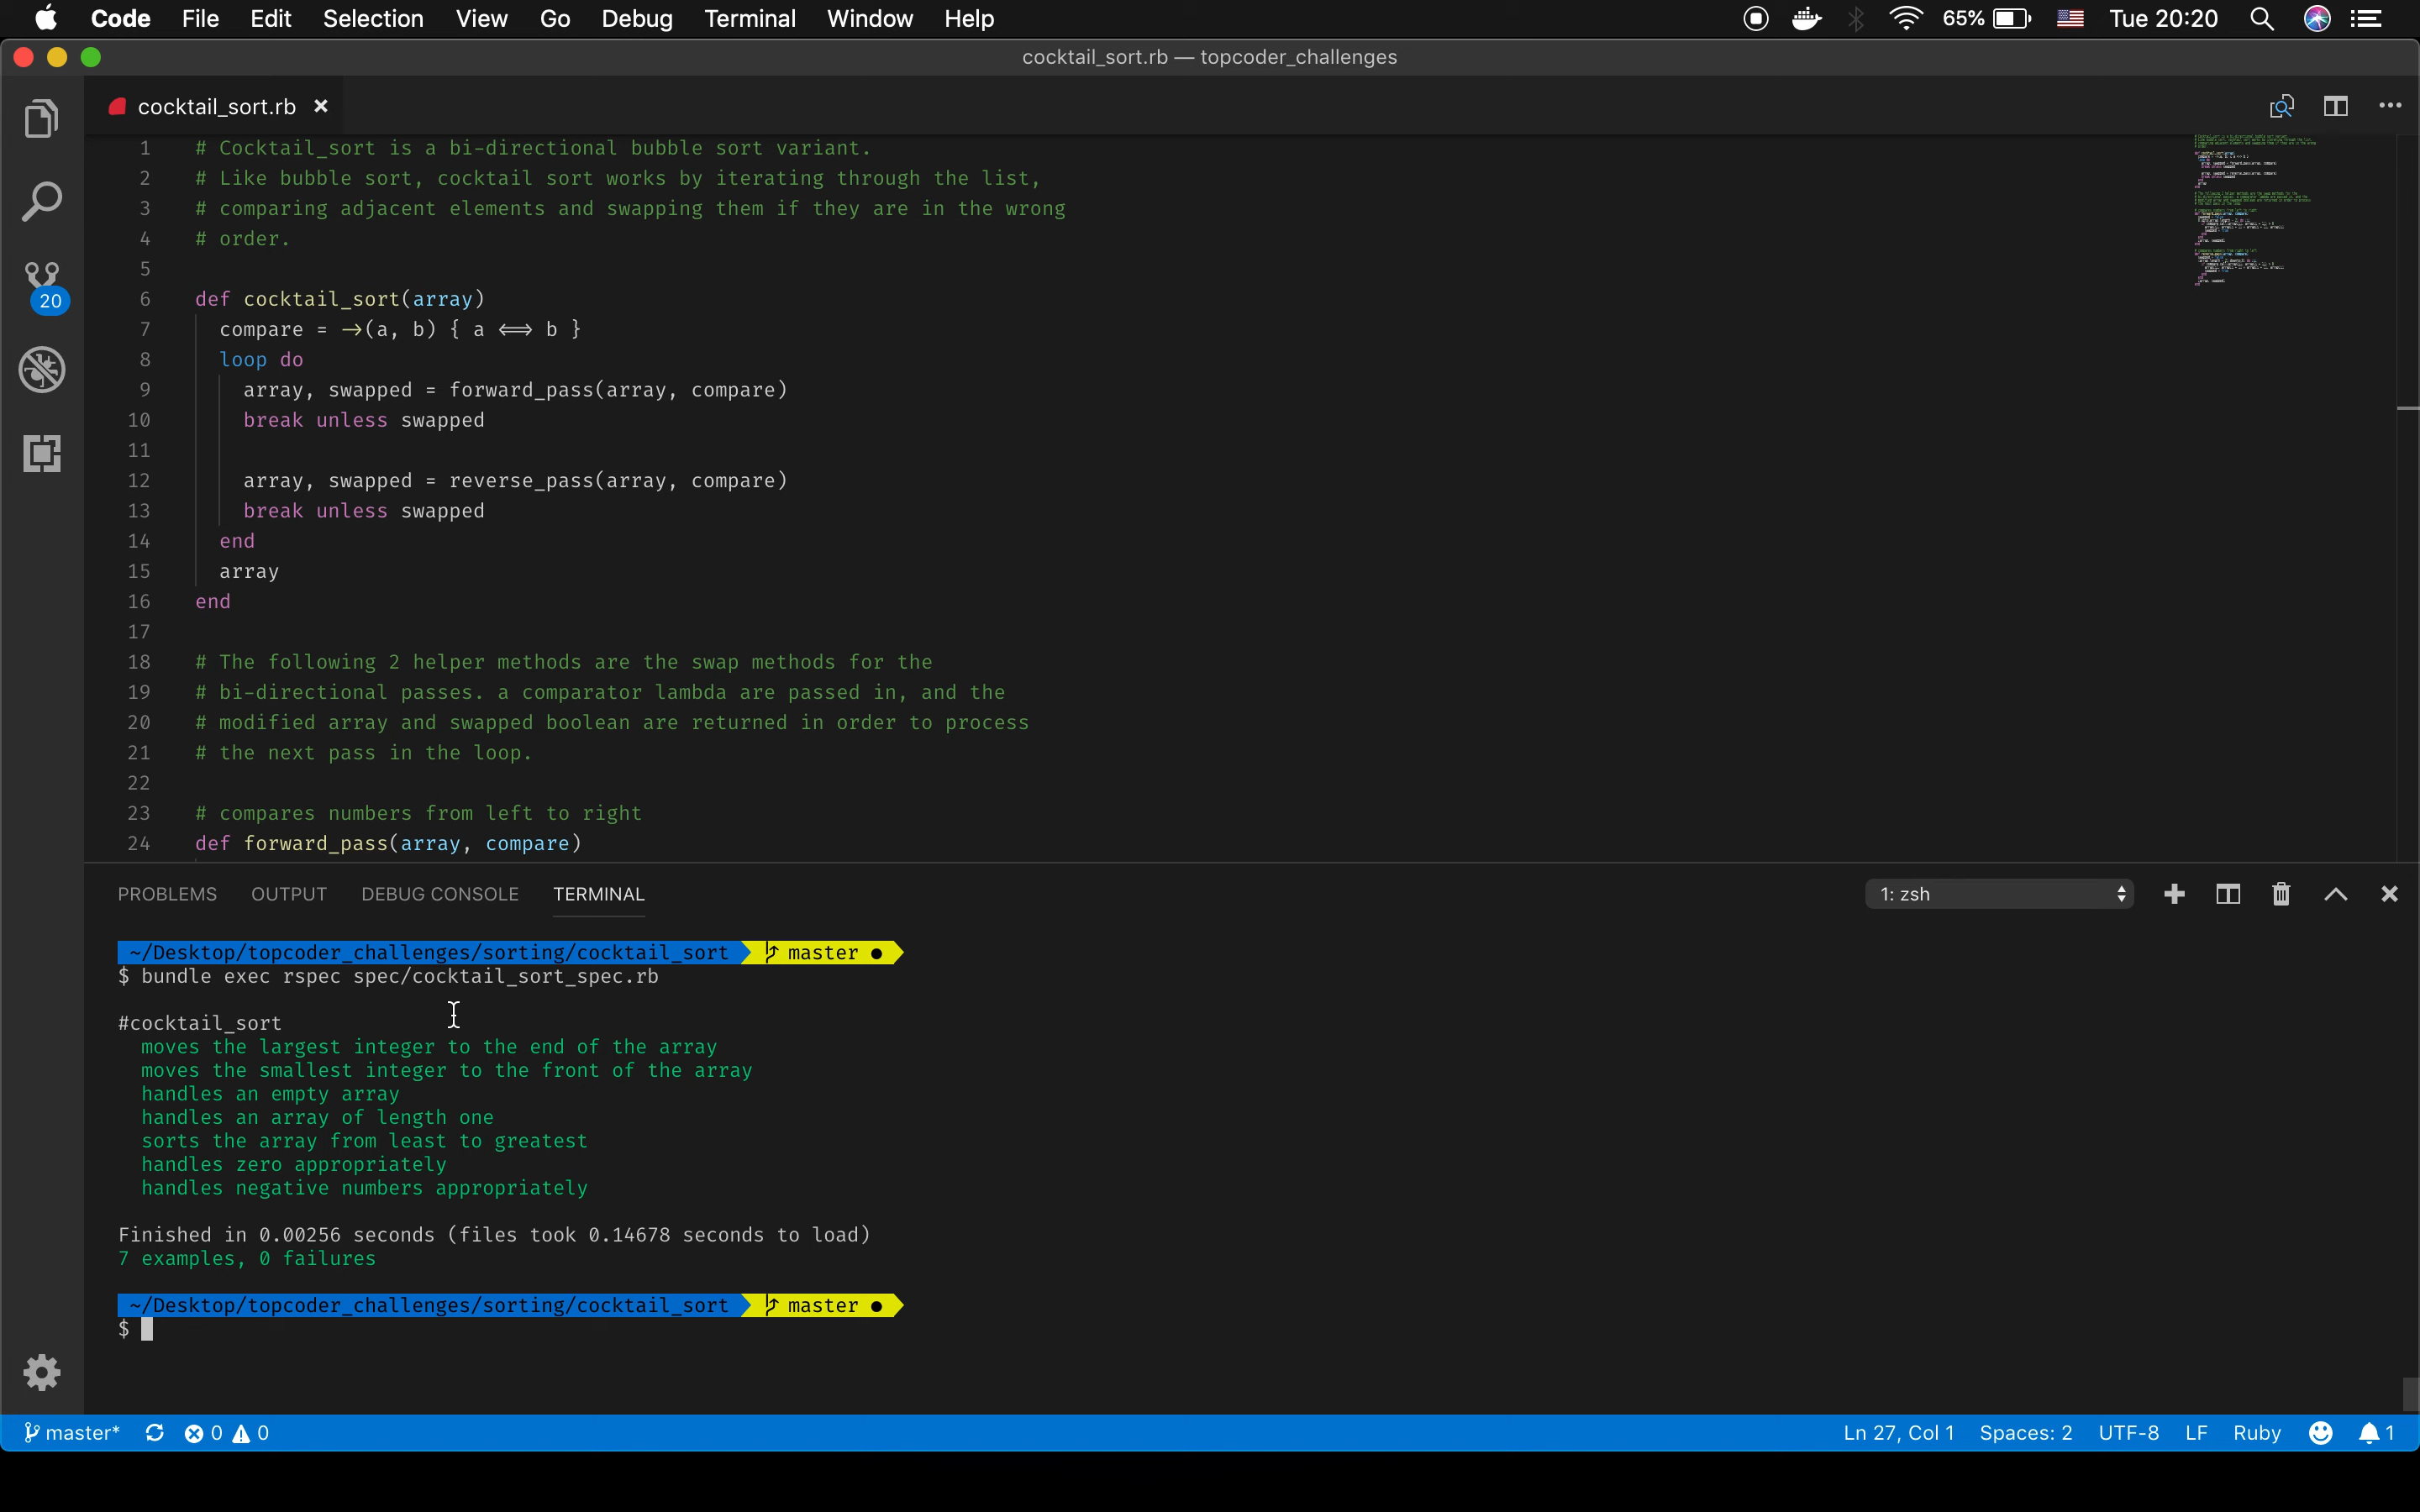 Code File Edit Selection View Go Debug Terminal Window Help 65% Tue 20:20
cocktail_sort.rb — topcoder_challenges
cocktail_sort.rb
20
1 # Cocktail_sort is a bi-directional bubble sort variant.
2 # Like bubble sort, cocktail sort works by iterating through the list,
3 # comparing adjacent elements and swapping them if they are in the wrong
4 # order.
5
6 def cocktail_sort(array)
7 compare = ->(a, b) { a <=> b }
8 loop do
9 array, swapped = forward_pass(array, compare)
10 break unless swapped
11
12 array, swapped = reverse_pass(array, compare)
13 break unless swapped
14 end
15 array
16 end
17
18 # The following 2 helper methods are the swap methods for the
19 # bi-directional passes. a comparator lambda are passed in, and the
20 # modified array and swapped boolean are returned in order to process
21 # the next pass in the loop.
22
23 # compares numbers from left to right
24 def forward_pass(array, compare)
PROBLEMS OUTPUT DEBUG CONSOLE TERMINAL 1: zsh
~/Desktop/topcoder_challenges/sorting/cocktail_sort master ●
$ bundle exec rspec spec/cocktail_sort_spec.rb
#cocktail_sort
moves the largest integer to the end of the array
moves the smallest integer to the front of the array
handles an empty array
handles an array of length one
sorts the array from least to greatest
handles zero appropriately
handles negative numbers appropriately
Finished in 0.00256 seconds (files took 0.14678 seconds to load)
7 examples, 0 failures
~/Desktop/topcoder_challenges/sorting/cocktail_sort master ●
$
master* 0 0 Ln 27, Col 1 Spaces: 2 UTF-8 LF Ruby 1